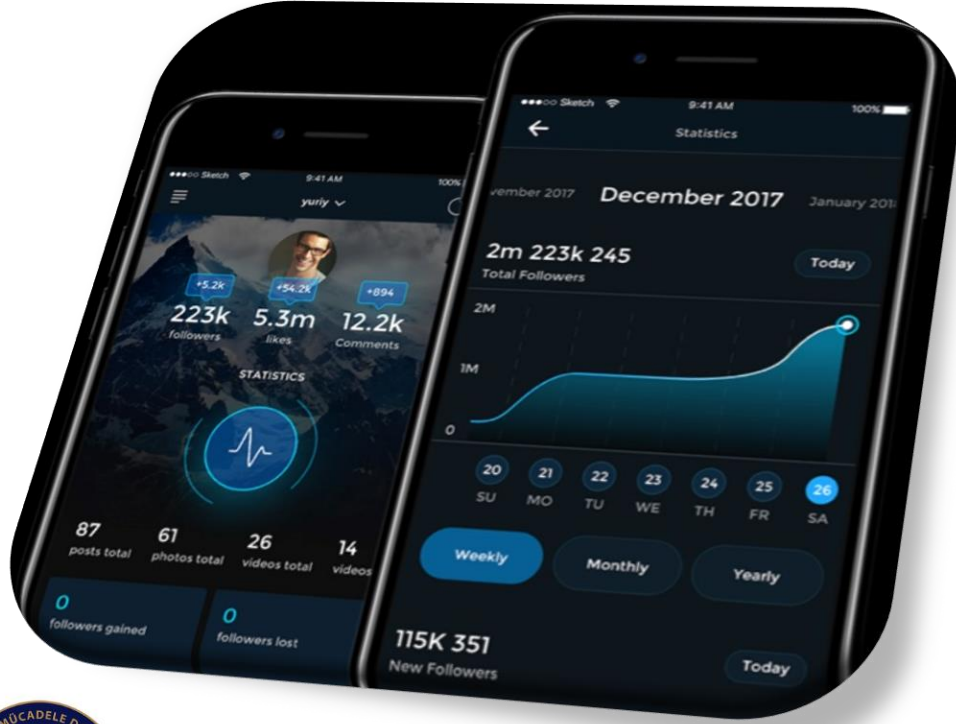 Sketch 9:41 AM 100%
yuriy
+5.2k +54.2k +894
223k 5.3m 12.2k
followers likes Comments
STATISTICS
87 61 26 14
posts total photos total videos total videos
0 0
followers gained followers lost
Sketch 9:41 AM 100%
Statistics
vember 2017 December 2017 January 201
2m 223k 245
Total Followers
Today
2M
1M
0
20 21 22 23 24 25 26
SU MO TU WE TH FR SA
Weekly Monthly Yearly
115K 351
New Followers
Today
MÜCADELE